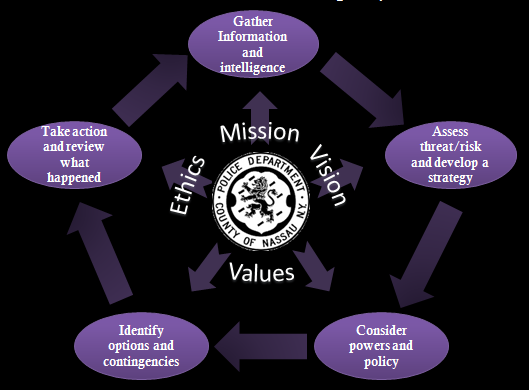 Gather
Information
and
intelligence
Assess
threat/risk
and develop a
strategy
Consider
powers and
policy
Identify
options and
contingencies
Take action
and review
what
happened
Mission
Vision
Values
Ethics
POLICE DEPARTMENT
COUNTY OF NASSAU N.Y.